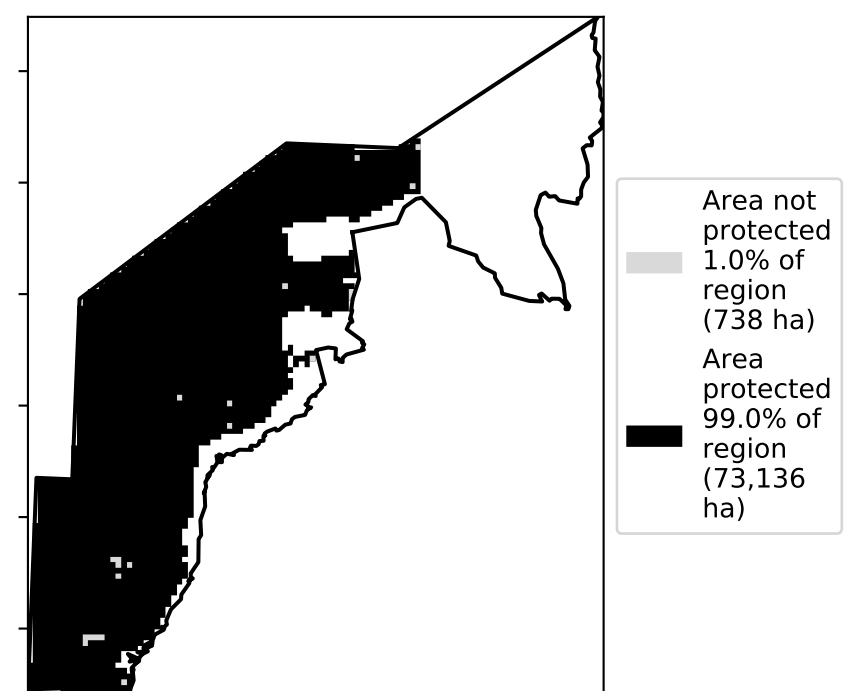 Area not
protected
1.0% of
region
(738 ha)
Area
protected
99.0% of
region
(73,136
ha)